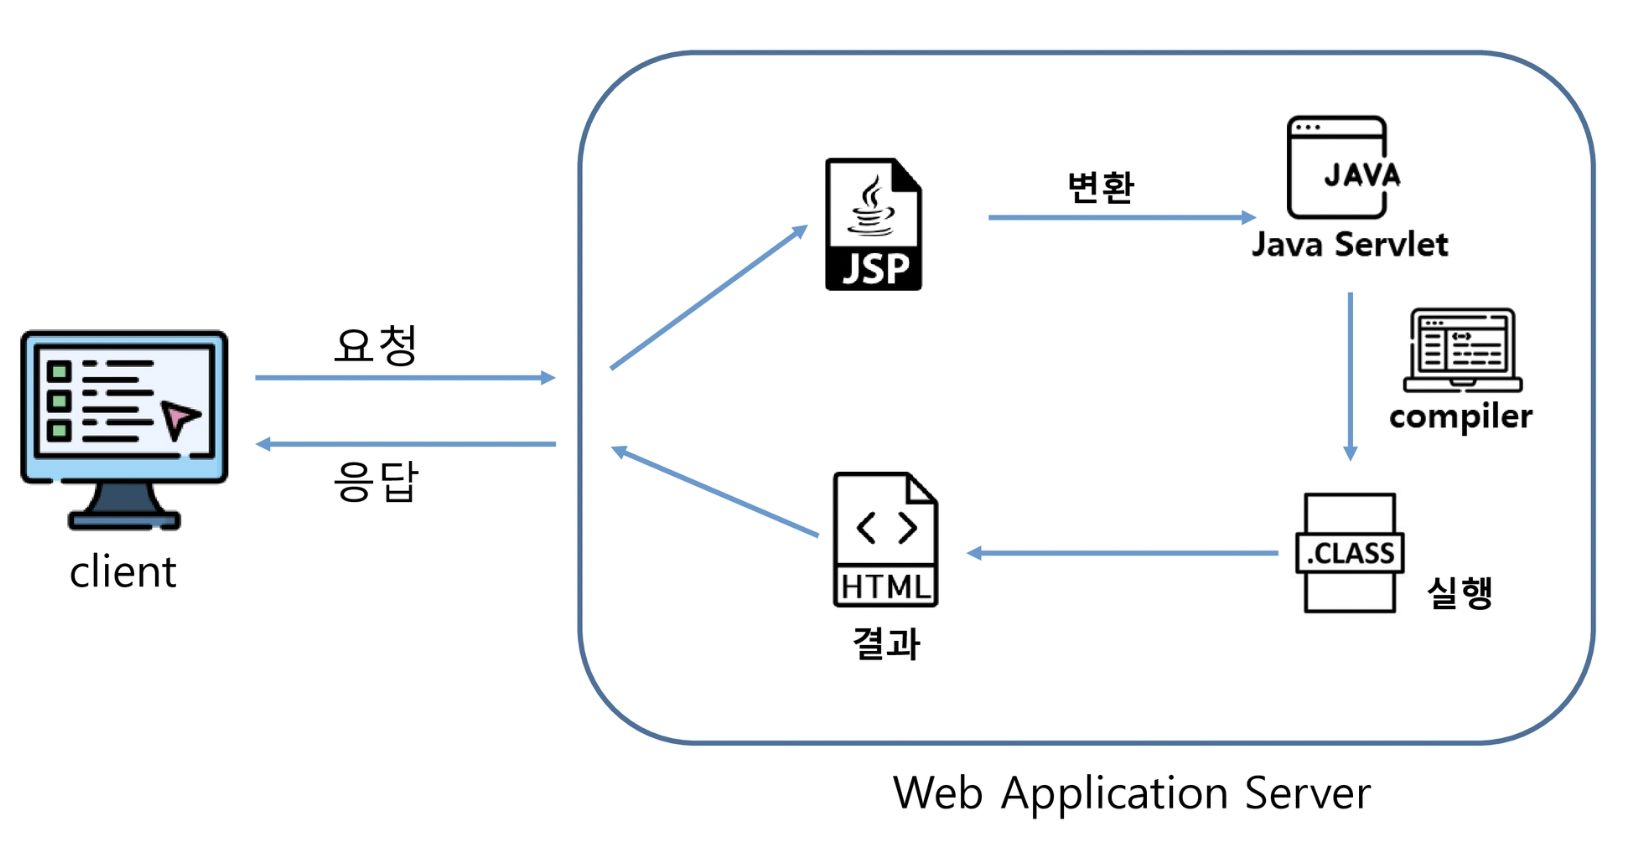 요청
응답
client
JSP
변환
JAVA
Java Servlet
compiler
.CLASS
실행
HTML
결과
Web Application Server